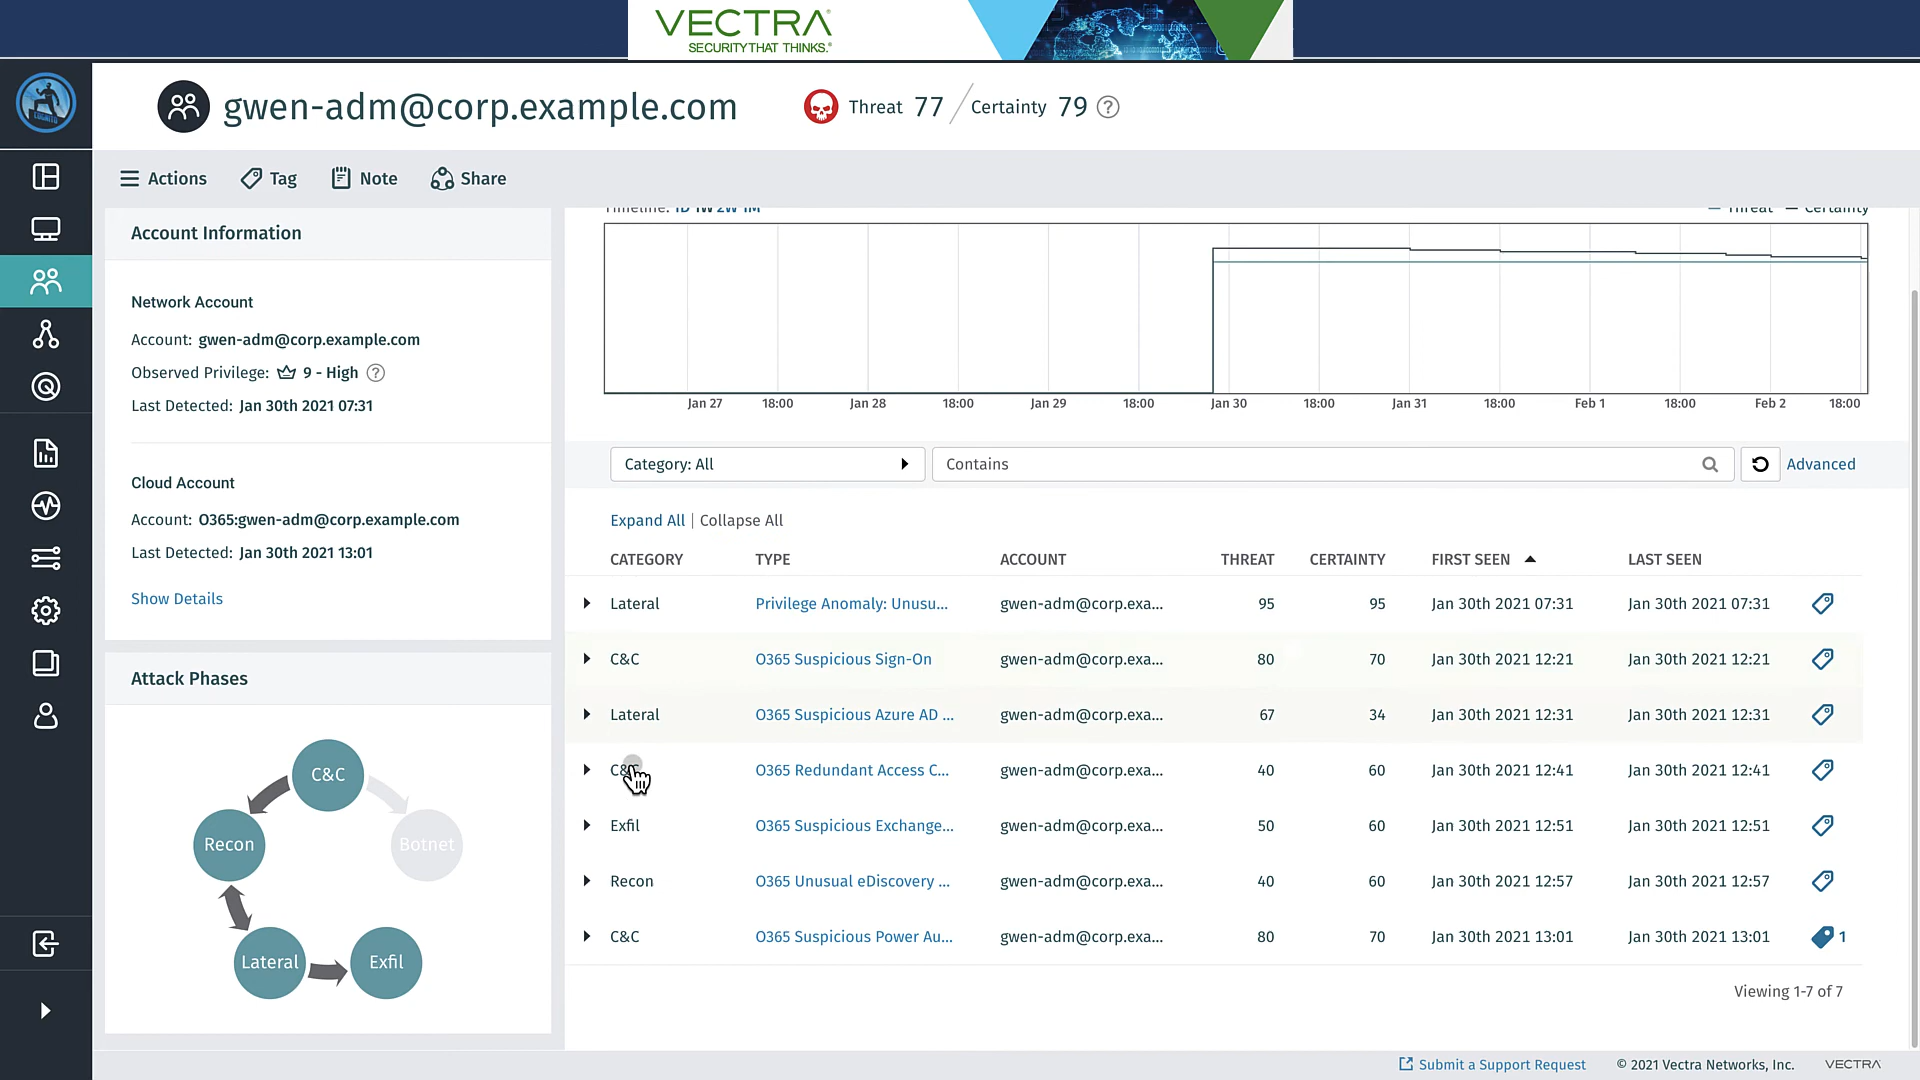 VECTRA®
SECURITY THAT THINKS.®
COGNITO
gwen-adm@corp.example.com
Threat 77 / Certainty 79 ?
Actions Tag Note Share
Account Information
Network Account
Account: gwen-adm@corp.example.com
Observed Privilege: 9 - High ?
Last Detected: Jan 30th 2021 07:31
Cloud Account
Account: O365:gwen-adm@corp.example.com
Last Detected: Jan 30th 2021 13:01
Show Details
Attack Phases
C&C
Recon
Botnet
Lateral
Exfil
Timeline: 1D 1W 2W 1M
Threat Certainty
Jan 27 18:00 Jan 28 18:00 Jan 29 18:00 Jan 30 18:00 Jan 31 18:00 Feb 1 18:00 Feb 2 18:00
Category: All
Contains
Advanced
Expand All | Collapse All
CATEGORY TYPE ACCOUNT THREAT CERTAINTY FIRST SEEN LAST SEEN
Lateral Privilege Anomaly: Unusu... gwen-adm@corp.exa... 95 95 Jan 30th 2021 07:31 Jan 30th 2021 07:31
C&C O365 Suspicious Sign-On gwen-adm@corp.exa... 80 70 Jan 30th 2021 12:21 Jan 30th 2021 12:21
Lateral O365 Suspicious Azure AD ... gwen-adm@corp.exa... 67 34 Jan 30th 2021 12:31 Jan 30th 2021 12:31
C&C O365 Redundant Access C... gwen-adm@corp.exa... 40 60 Jan 30th 2021 12:41 Jan 30th 2021 12:41
Exfil O365 Suspicious Exchange... gwen-adm@corp.exa... 50 60 Jan 30th 2021 12:51 Jan 30th 2021 12:51
Recon O365 Unusual eDiscovery ... gwen-adm@corp.exa... 40 60 Jan 30th 2021 12:57 Jan 30th 2021 12:57
C&C O365 Suspicious Power Au... gwen-adm@corp.exa... 80 70 Jan 30th 2021 13:01 Jan 30th 2021 13:01 1
Viewing 1-7 of 7
Submit a Support Request © 2021 Vectra Networks, Inc. VECTRA